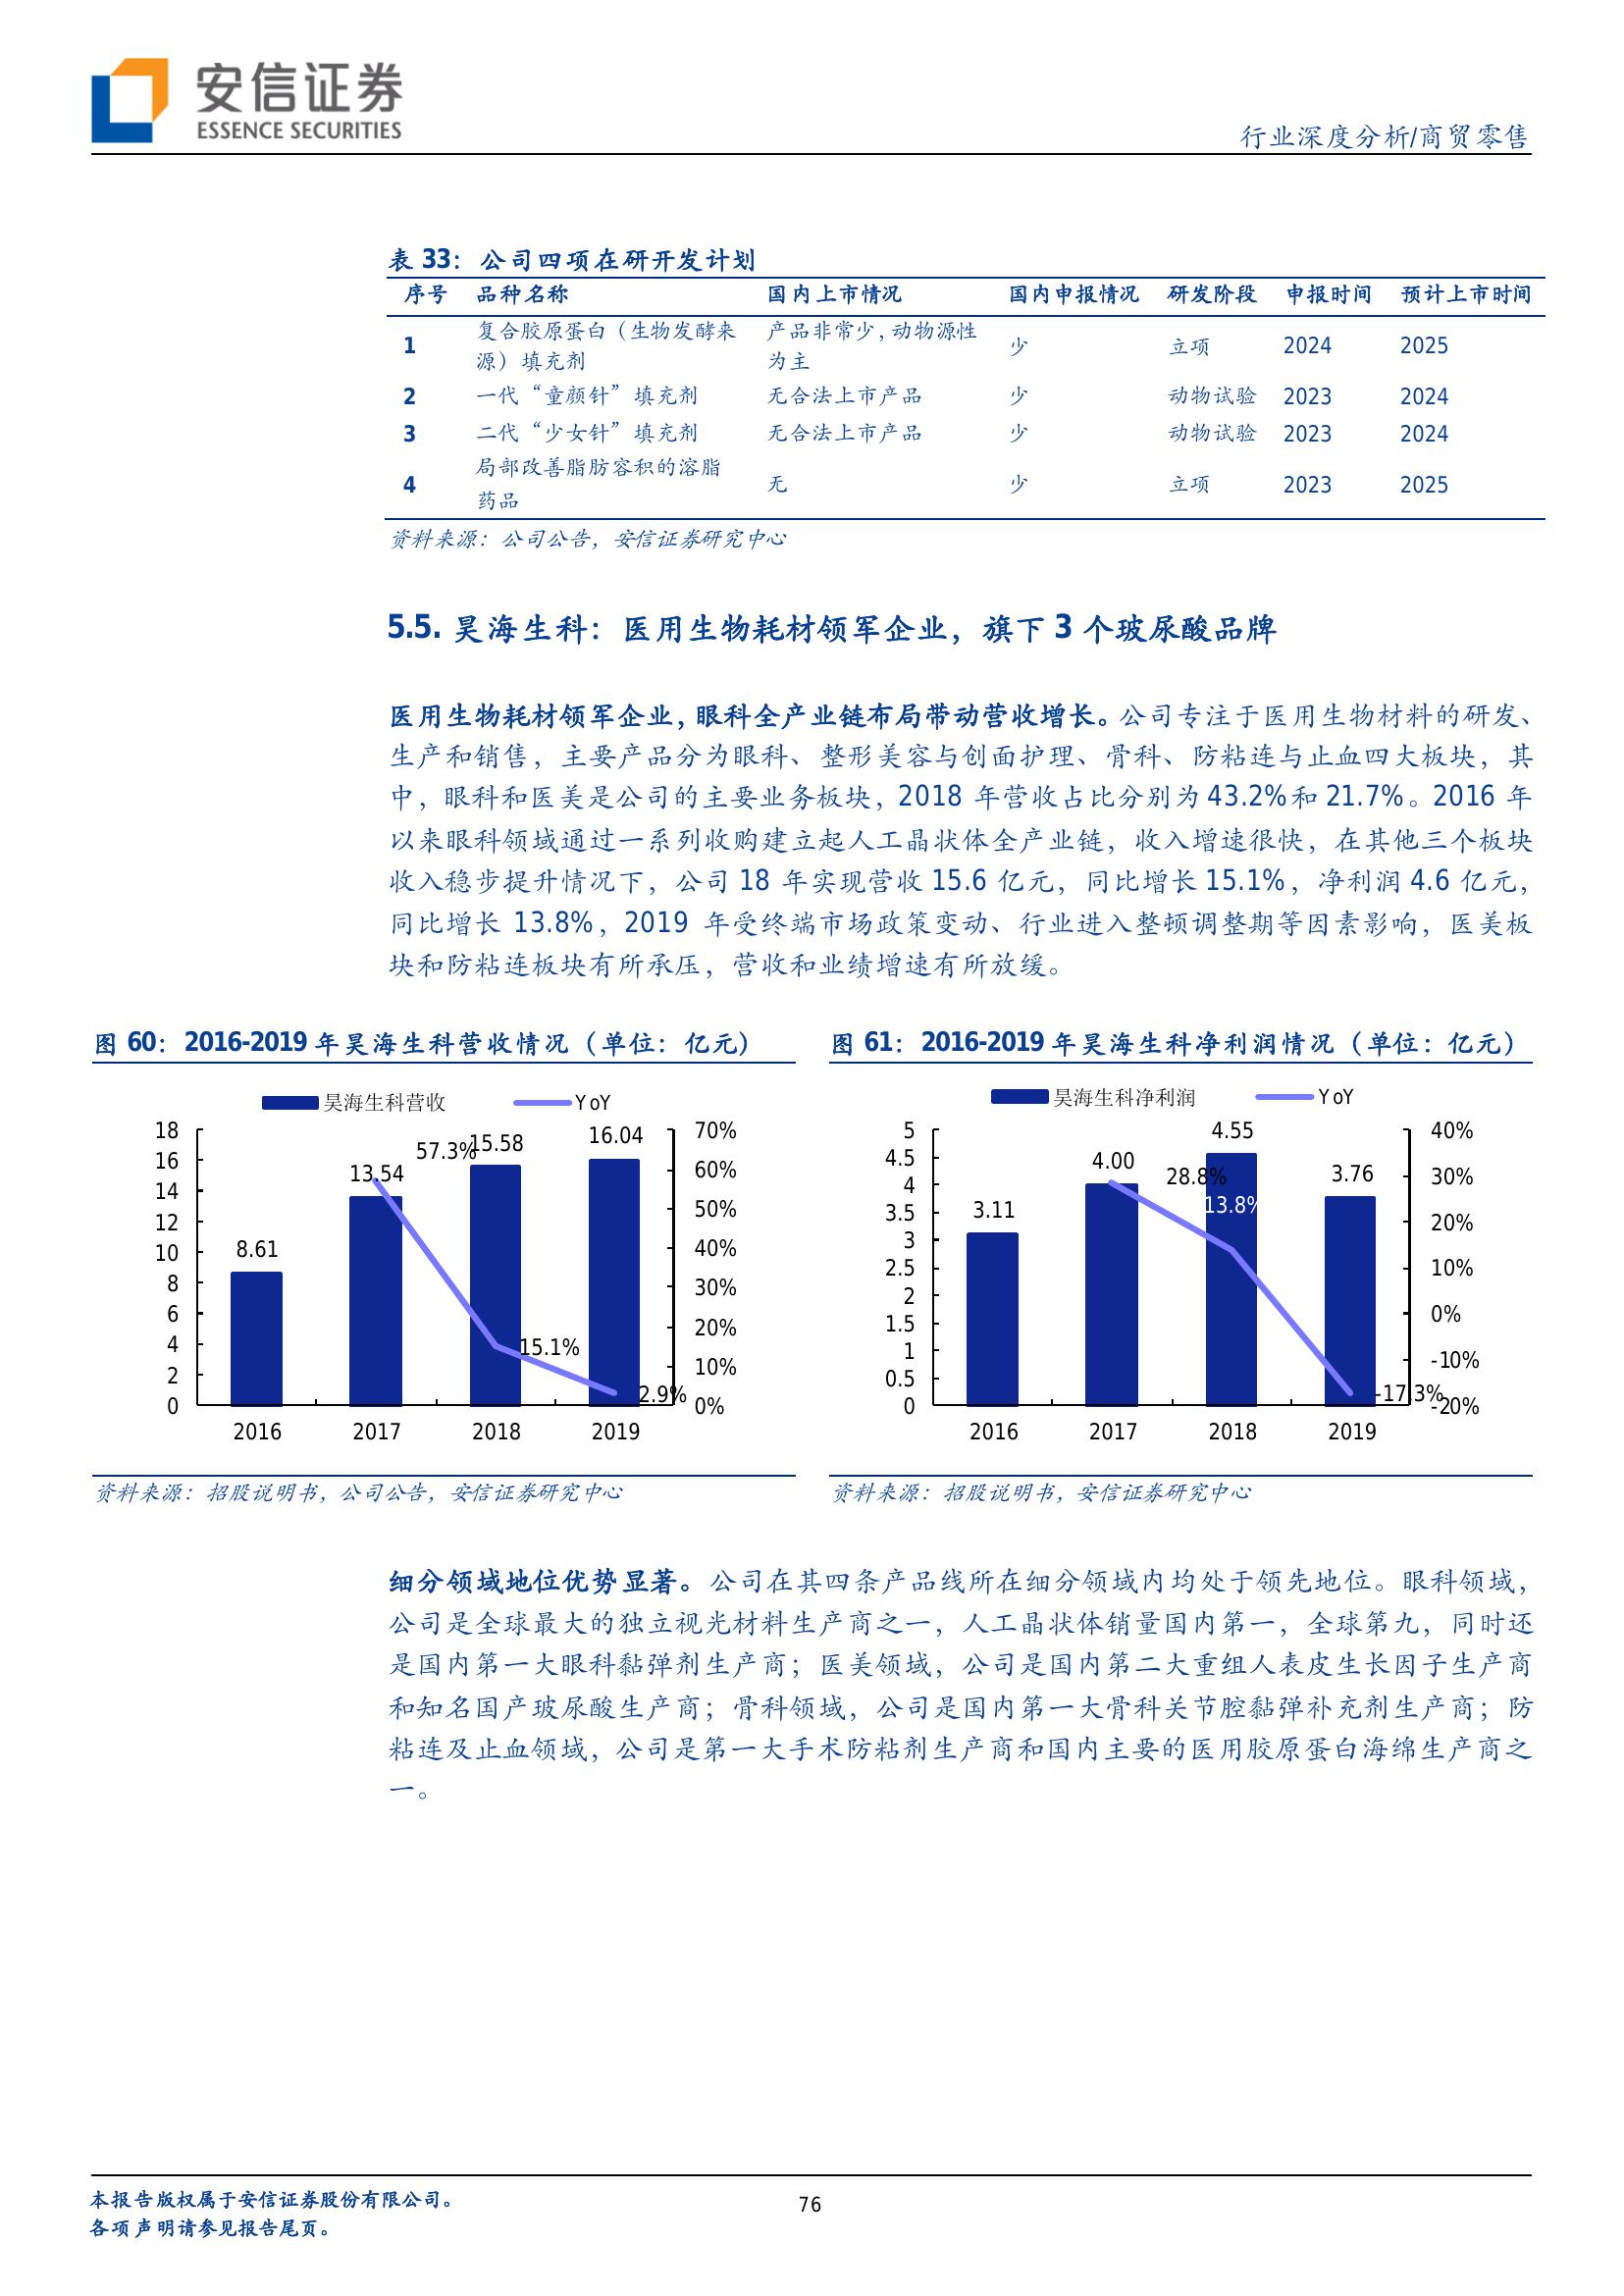 安信证券
ESSENCE SECURITIES
行业深度分析/商贸零售
表 33：公司四项在研开发计划
序号 品种名称 国内上市情况 国内申报情况 研发阶段 申报时间 预计上市时间
1 复合胶原蛋白（生物发酵来源）填充剂 产品非常少，动物源性为主 少 立项 2024 2025
2 一代“童颜针”填充剂 无合法上市产品 少 动物试验 2023 2024
3 二代“少女针”填充剂 无合法上市产品 少 动物试验 2023 2024
4 局部改善脂肪容积的溶脂药品 无 少 立项 2023 2025
资料来源：公司公告，安信证券研究中心
5.5. 昊海生科：医用生物耗材领军企业，旗下 3 个玻尿酸品牌
医用生物耗材领军企业，眼科全产业链布局带动营收增长。公司专注于医用生物材料的研发、
生产和销售，主要产品分为眼科、整形美容与创面护理、骨科、防粘连与止血四大板块，其
中，眼科和医美是公司的主要业务板块，2018 年营收占比分别为 43.2%和 21.7%。2016 年
以来眼科领域通过一系列收购建立起人工晶状体全产业链，收入增速很快，在其他三个板块
收入稳步提升情况下，公司 18 年实现营收 15.6 亿元，同比增长 15.1%，净利润 4.6 亿元，
同比增长 13.8%，2019 年受终端市场政策变动、行业进入整顿调整期等因素影响，医美板
块和防粘连板块有所承压，营收和业绩增速有所放缓。
图 60：2016-2019 年昊海生科营收情况（单位：亿元）
昊海生科营收 YoY
18
16
14
12
10
8
6
4
2
0
8.61
13.54
15.58
16.04
57.3%
15.1%
2.9%
70%
60%
50%
40%
30%
20%
10%
0%
2016 2017 2018 2019
资料来源：招股说明书，公司公告，安信证券研究中心
图 61：2016-2019 年昊海生科净利润情况（单位：亿元）
昊海生科净利润 YoY
5
4.5
4
3.5
3
2.5
2
1.5
1
0.5
0
3.11
4.00
4.55
3.76
28.8%
13.8%
-17.3%
40%
30%
20%
10%
0%
-10%
-20%
2016 2017 2018 2019
资料来源：招股说明书，安信证券研究中心
细分领域地位优势显著。公司在其四条产品线所在细分领域内均处于领先地位。眼科领域，
公司是全球最大的独立视光材料生产商之一，人工晶状体销量国内第一，全球第九，同时还
是国内第一大眼科黏弹剂生产商；医美领域，公司是国内第二大重组人表皮生长因子生产商
和知名国产玻尿酸生产商；骨科领域，公司是国内第一大骨科关节腔黏弹补充剂生产商；防
粘连及止血领域，公司是第一大手术防粘剂生产商和国内主要的医用胶原蛋白海绵生产商之
一。
本报告版权属于安信证券股份有限公司。
各项声明请参见报告尾页。
76